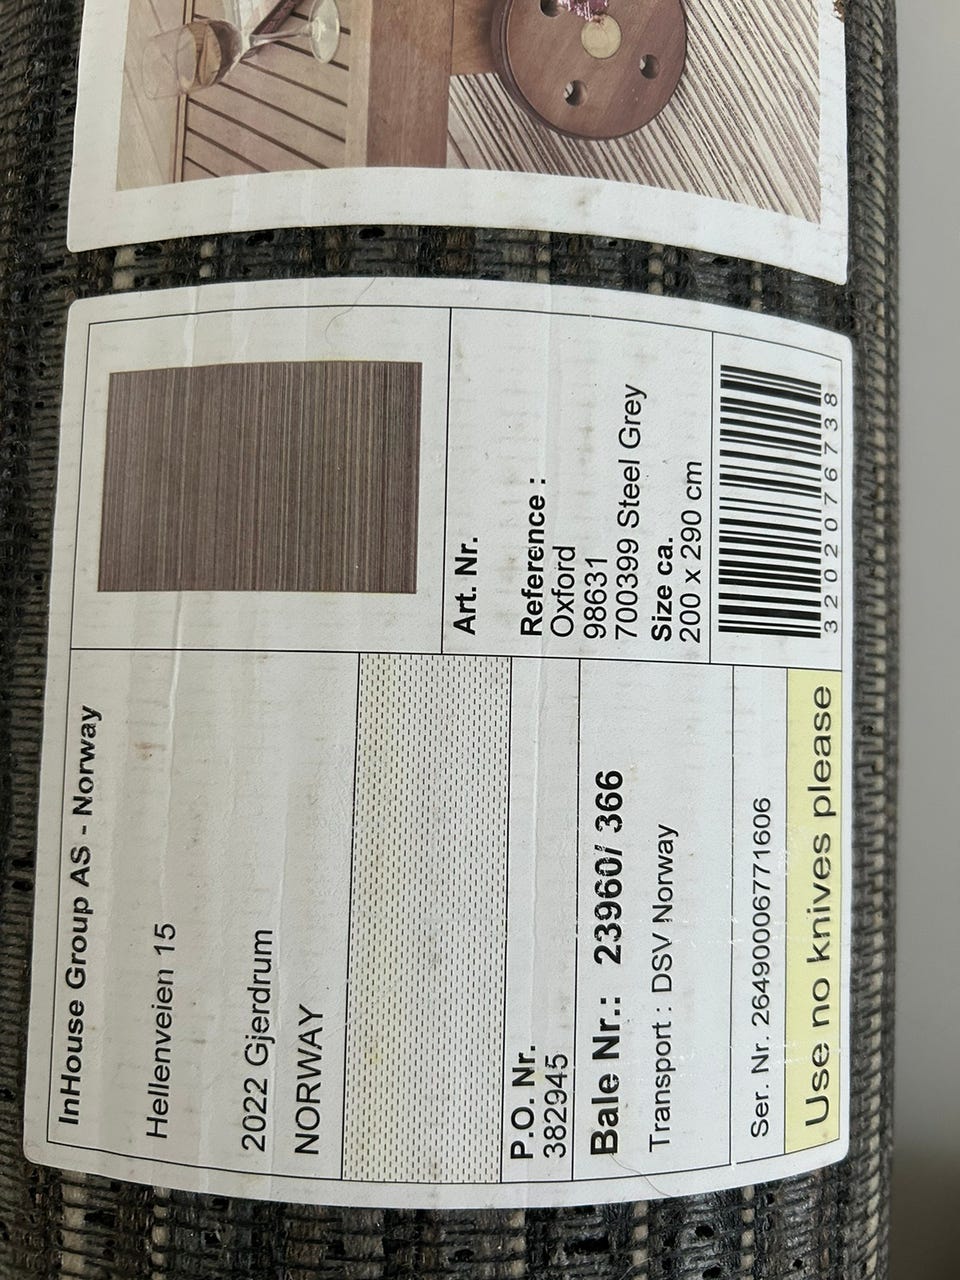 InHouse Group AS - Norway
Hellenveien 15
2022 Gjerdrum
NORWAY
P.O. Nr.
382945
Bale Nr.: 23960/ 366
Transport : DSV Norway
Ser. Nr. 26490006771606
Use no knives please
Art. Nr.
Reference :
Oxford
98631
700399 Steel Grey
Size ca.
200 x 290 cm
3202076738